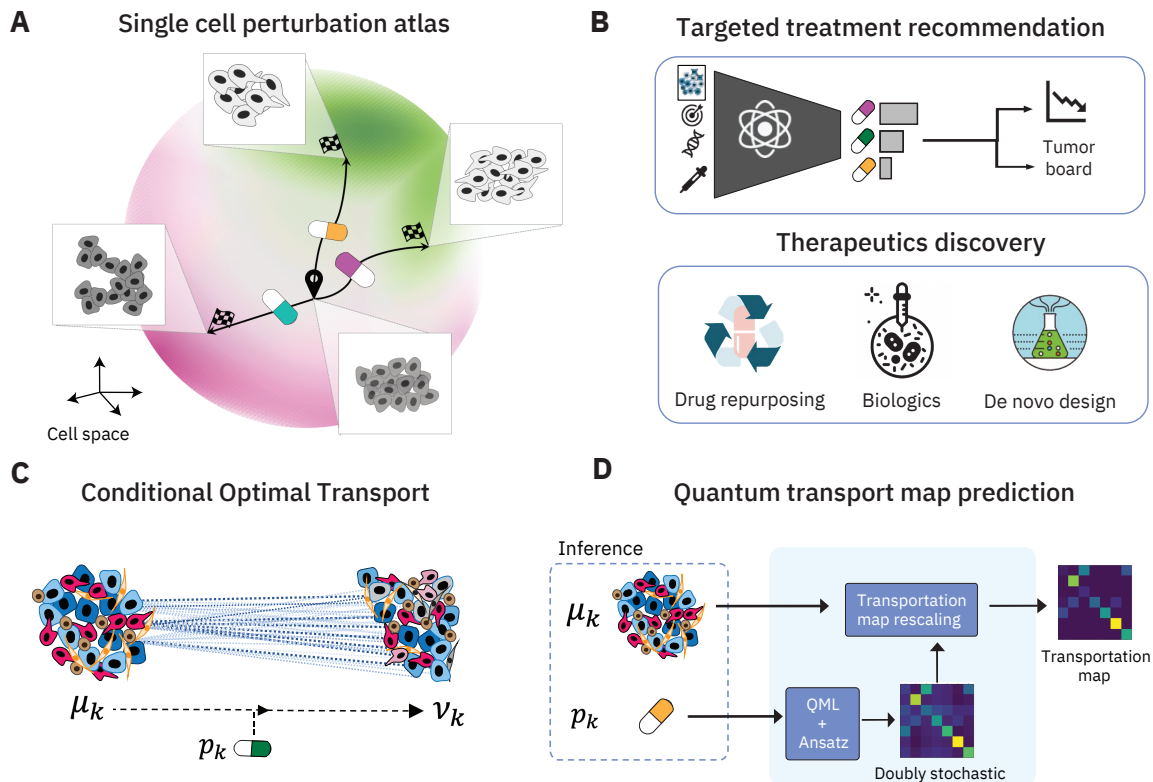 A
Single cell perturbation atlas
Cell space
B
Targeted treatment recommendation
Tumor
board
Therapeutics discovery
Drug repurposing
Biologics
De novo design
C
Conditional Optimal Transport
μk
νk
pk
D
Quantum transport map prediction
Inference
μk
Transportation
map rescaling
Transportation
map
pk
QML
+
Ansatz
Doubly stochastic